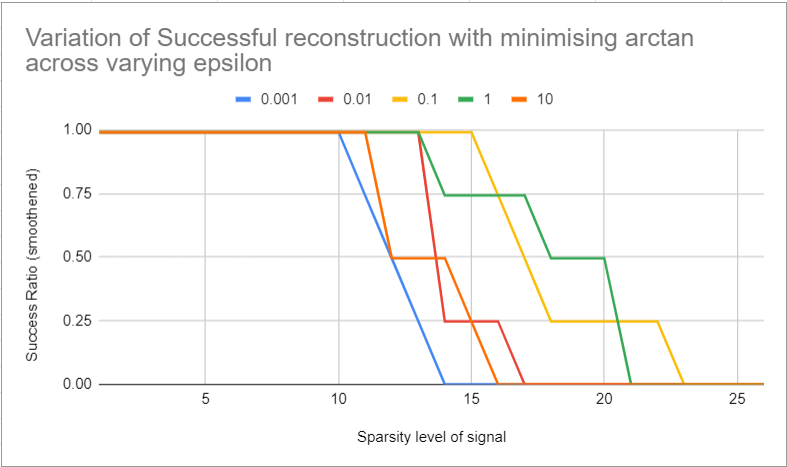 Variation of Successful reconstruction with minimising arctan
across varying epsilon
0.001 0.01 0.1 1 10
1.00
0.75
0.50
0.25
0.00
Success Ratio (smoothened)
5 10 15 20 25
Sparsity level of signal